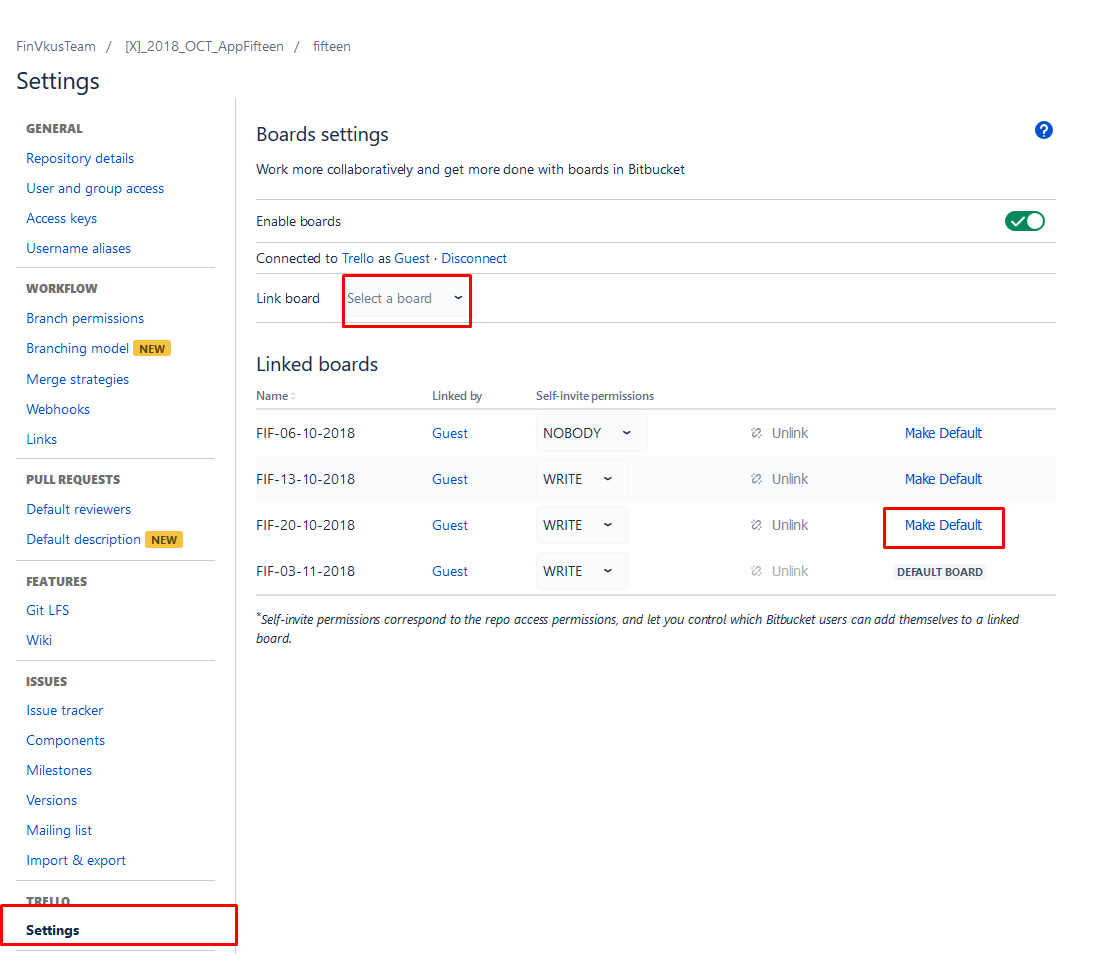 FinVkusTeam / [X]_2018_OCT_AppFifteen / fifteen
Settings
GENERAL
Repository details
User and group access
Access keys
Username aliases
WORKFLOW
Branch permissions
Branching model NEW
Merge strategies
Webhooks
Links
PULL REQUESTS
Default reviewers
Default description NEW
FEATURES
Git LFS
Wiki
ISSUES
Issue tracker
Components
Milestones
Versions
Mailing list
Import & export
TRELLO
Settings
Boards settings
?
Work more collaboratively and get more done with boards in Bitbucket
Enable boards
Connected to Trello as Guest · Disconnect
Link board Select a board
Linked boards
Name Linked by Self-invite permissions
FIF-06-10-2018 Guest NOBODY Unlink Make Default
FIF-13-10-2018 Guest WRITE Unlink Make Default
FIF-20-10-2018 Guest WRITE Unlink Make Default
FIF-03-11-2018 Guest WRITE Unlink DEFAULT BOARD
*Self-invite permissions correspond to the repo access permissions, and let you control which Bitbucket users can add themselves to a linked
board.